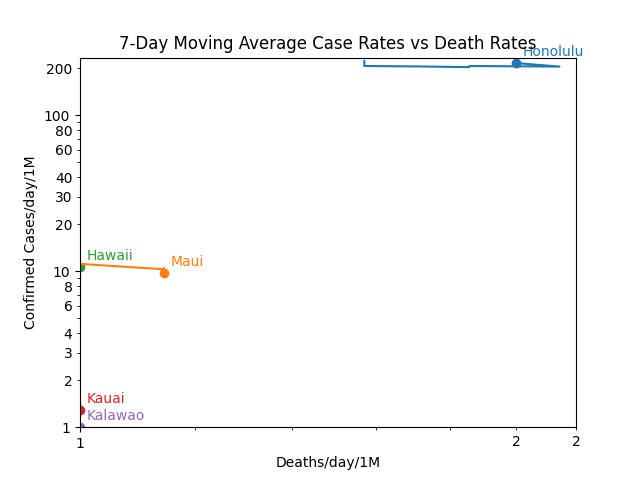 7-Day Moving Average Case Rates vs Death Rates
Honolulu
200
100
80
60
40
30
20
10
8
6
4
3
2
1
Confirmed Cases/day/1M
Hawaii
Maui
Kauai
Kalawao
1
2
2
Deaths/day/1M